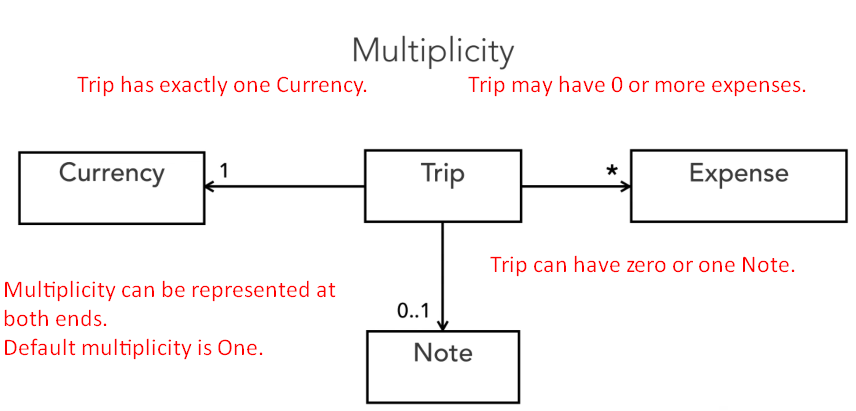 Multiplicity
Trip has exactly one Currency.
Trip may have 0 or more expenses.
Currency
1
Trip
*
Expense
Trip can have zero or one Note.
Multiplicity can be represented at
both ends.
Default multiplicity is One.
0..1
Note